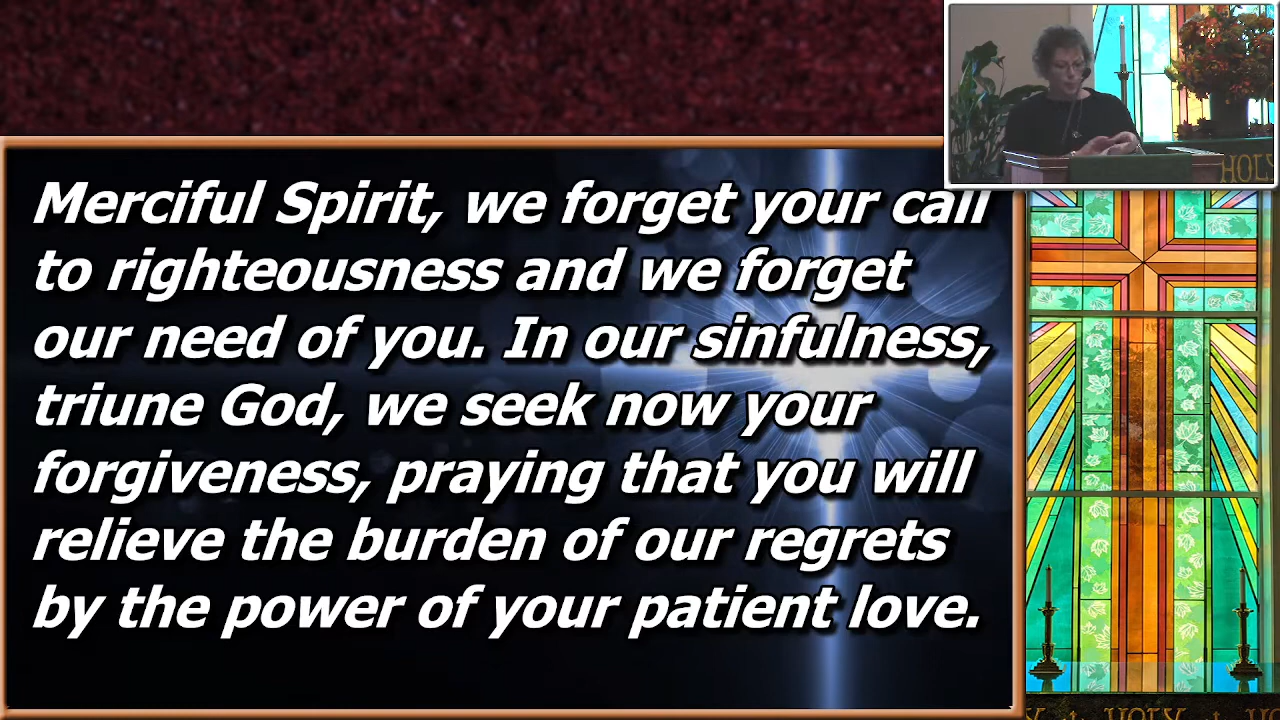 Merciful Spirit, we forget your call
to righteousness and we forget
our need of you. In our sinfulness,
triune God, we seek now your
forgiveness, praying that you will
relieve the burden of our regrets
by the power of your patient love.
HOLY
HOLY